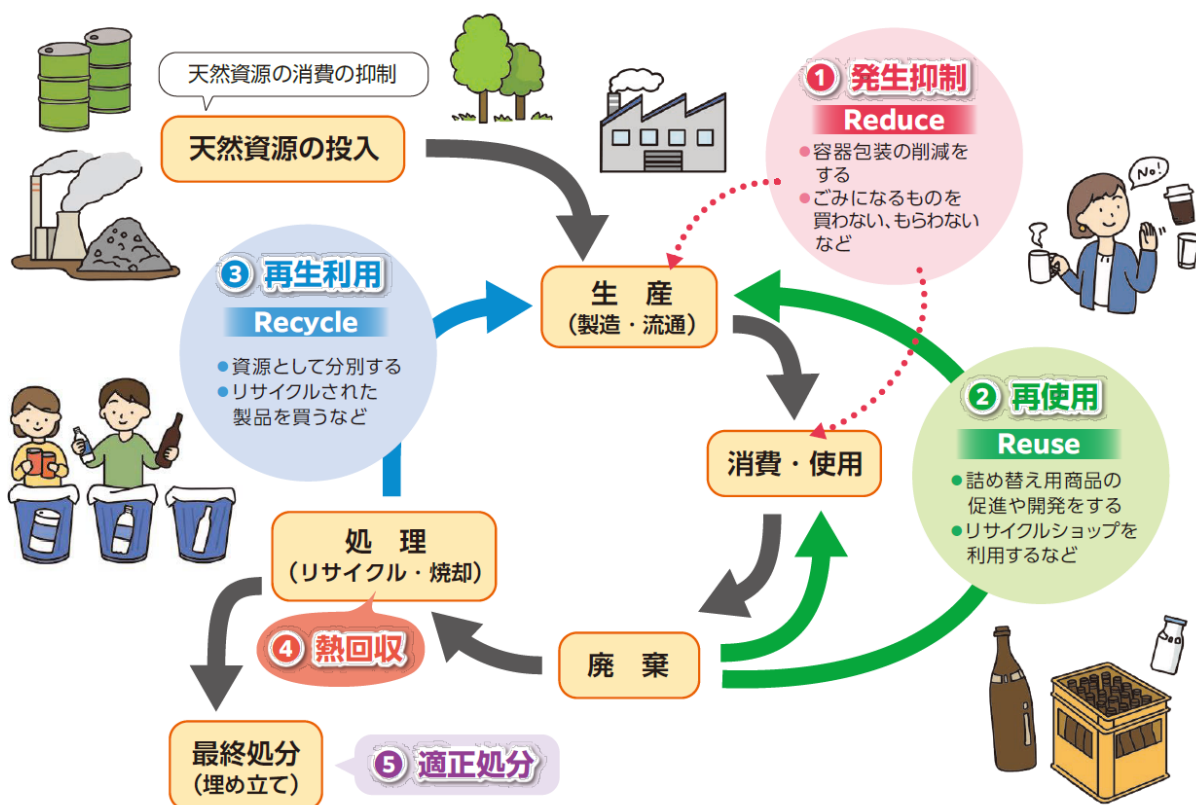 天然資源の消費の抑制
天然資源の投入
❶ 発生抑制
Reduce
●容器包装の削減を
する
●ごみになるものを
買わない、もらわない
など
No!
❸ 再生利用
Recycle
●資源として分別する
●リサイクルされた
製品を買うなど
生 産
(製造・流通)
❷ 再使用
Reuse
●詰め替え用商品の
促進や開発をする
●リサイクルショップを
利用するなど
消費・使用
処 理
(リサイクル・焼却)
❹ 熱回収
廃 棄
最終処分
(埋め立て)
❺ 適正処分